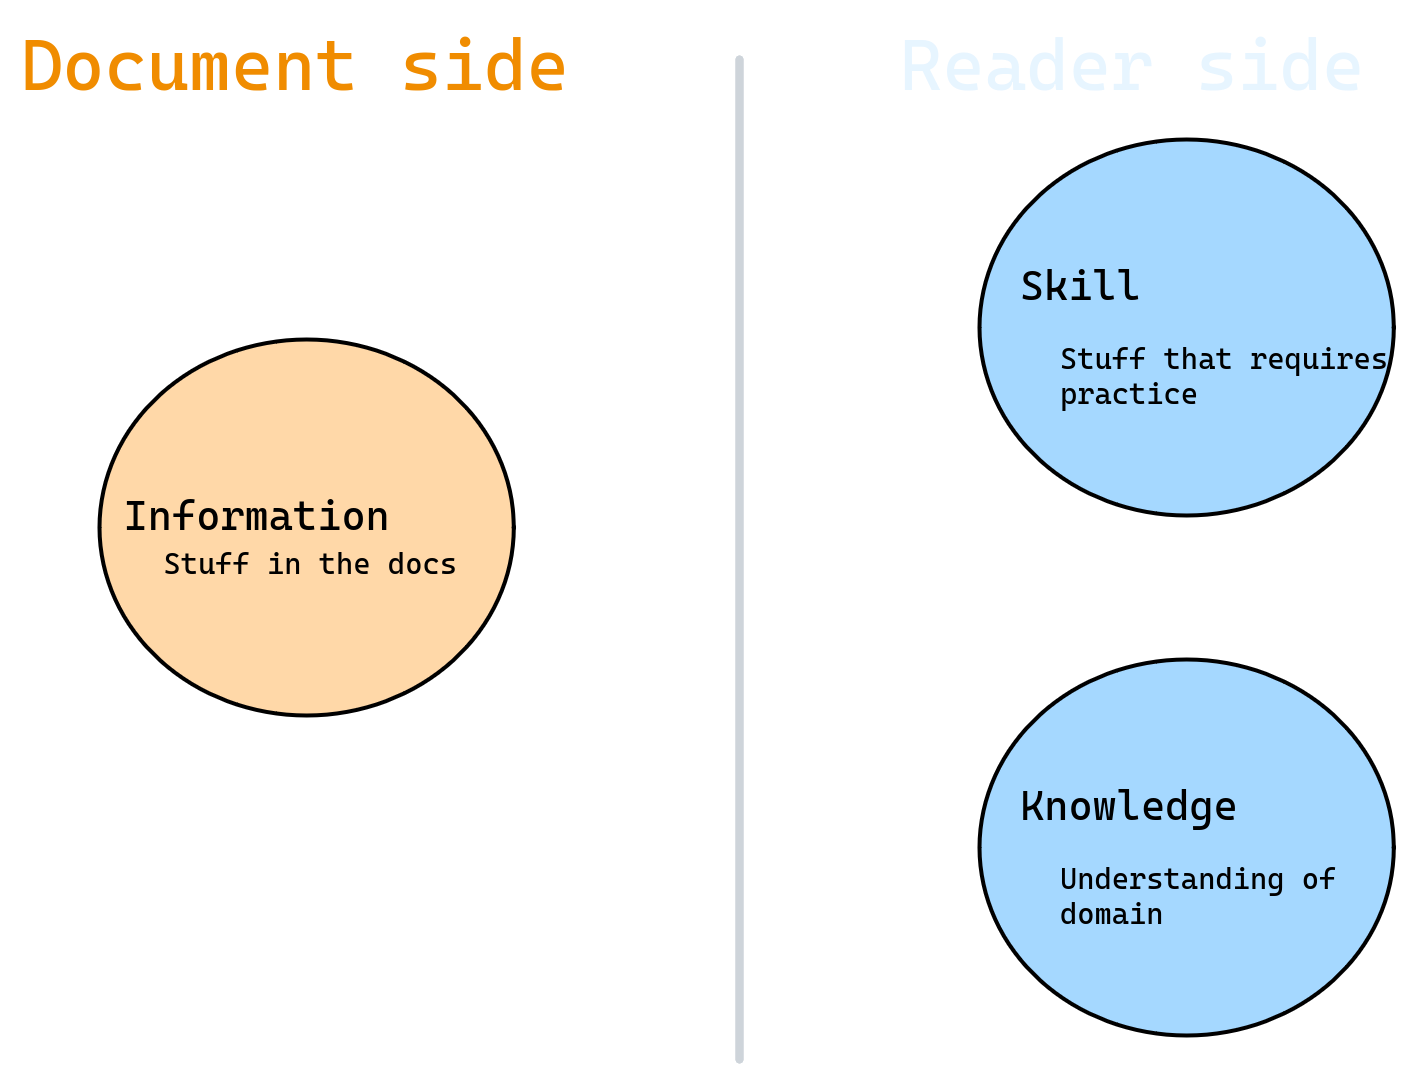 Document side
Reader side
Information
Stuff in the docs
Skill
Stuff that requires
practice
Knowledge
Understanding of
domain